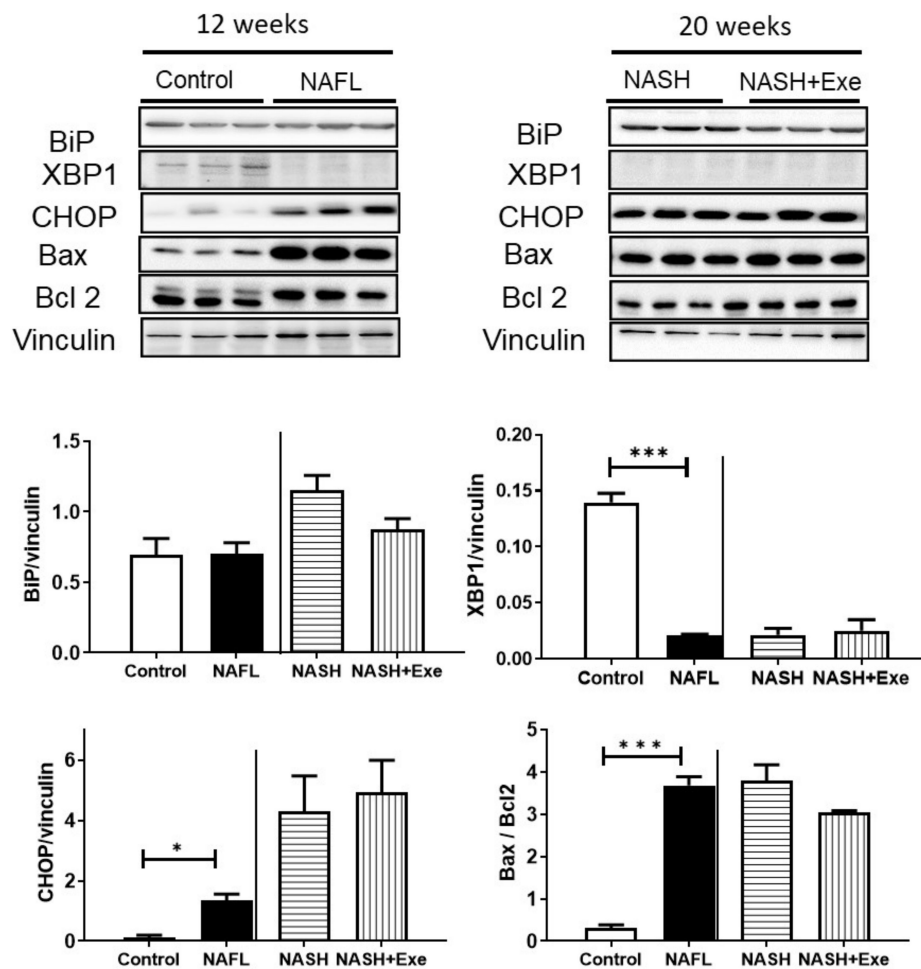 12 weeks
20 weeks
Control NAFL
NASH NASH+Exe
BiP
XBP1
CHOP
Bax
Bcl 2
Vinculin
BiP
XBP1
CHOP
Bax
Bcl 2
Vinculin
BiP/vinculin
1.5
1.0
0.5
0.0
Control NAFL NASH NASH+Exe
XBP1/vinculin
0.20
0.15
0.10
0.05
0.00
***
Control NAFL NASH NASH+Exe
CHOP/vinculin
6
4
2
0
*
Control NAFL NASH NASH+Exe
Bax / Bcl2
5
4
3
2
1
0
***
Control NAFL NASH NASH+Exe